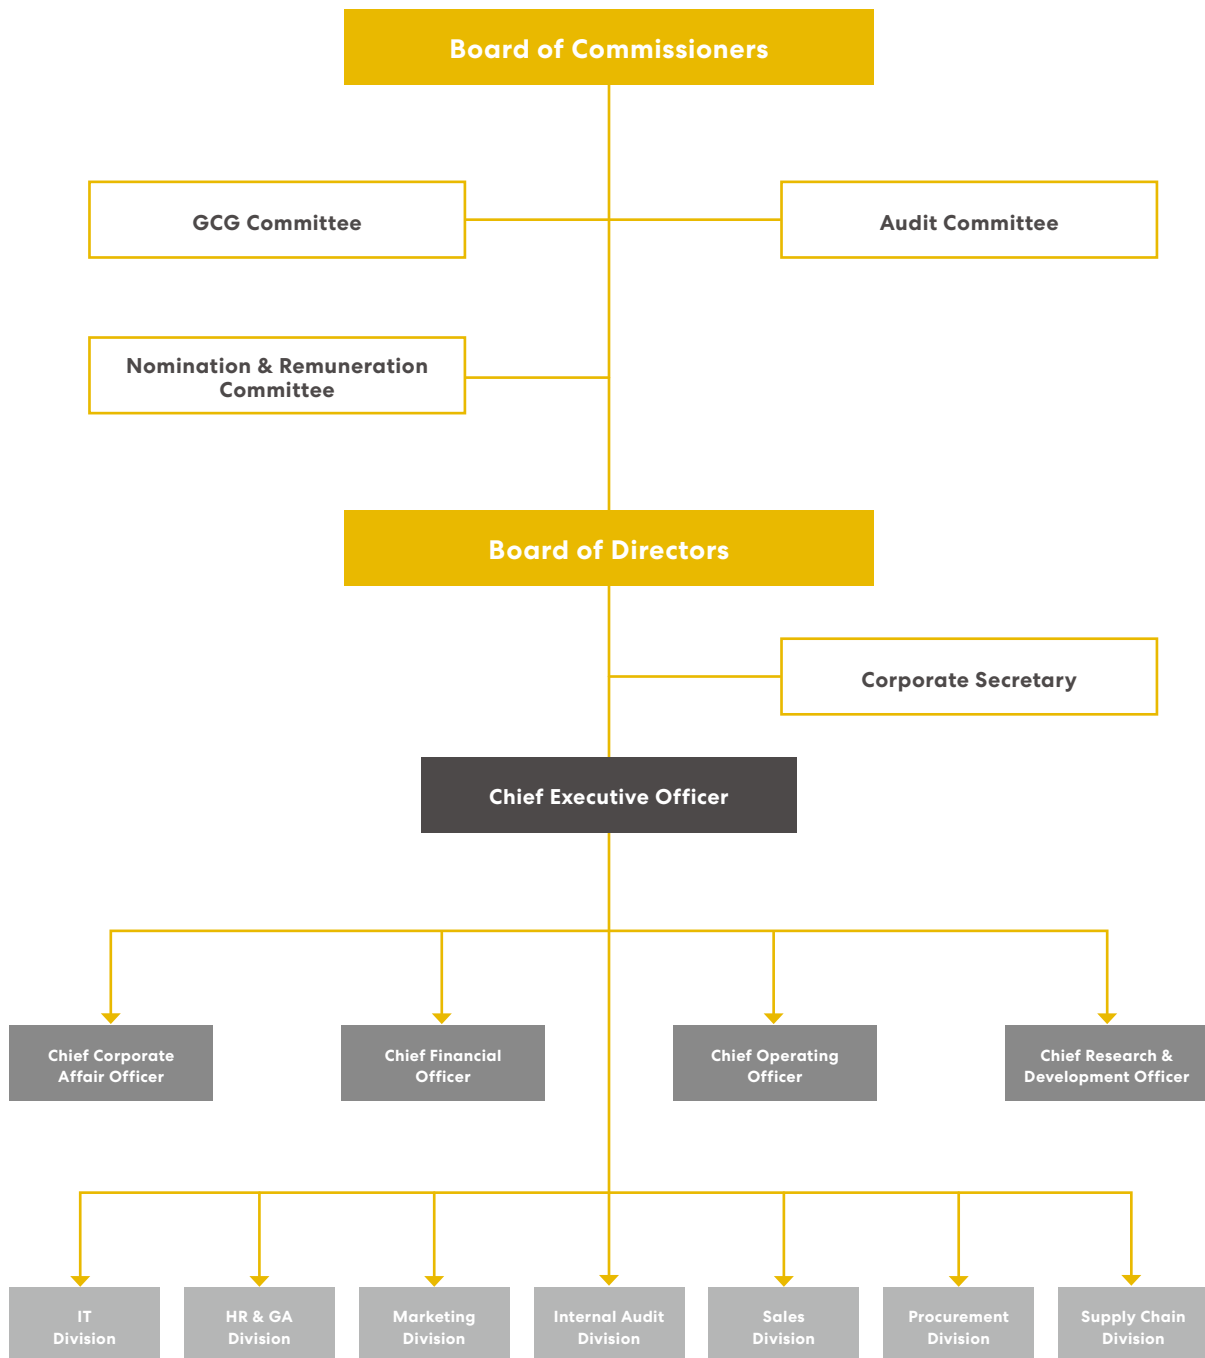 Board of Commissioners
GCG Committee
Audit Committee
Nomination & Remuneration
Committee
Board of Directors
Corporate Secretary
Chief Executive Officer
Chief Corporate
Affair Officer
Chief Financial
Officer
Chief Operating
Officer
Chief Research &
Development Officer
IT
Division
HR & GA
Division
Marketing
Division
Internal Audit
Division
Sales
Division
Procurement
Division
Supply Chain
Division